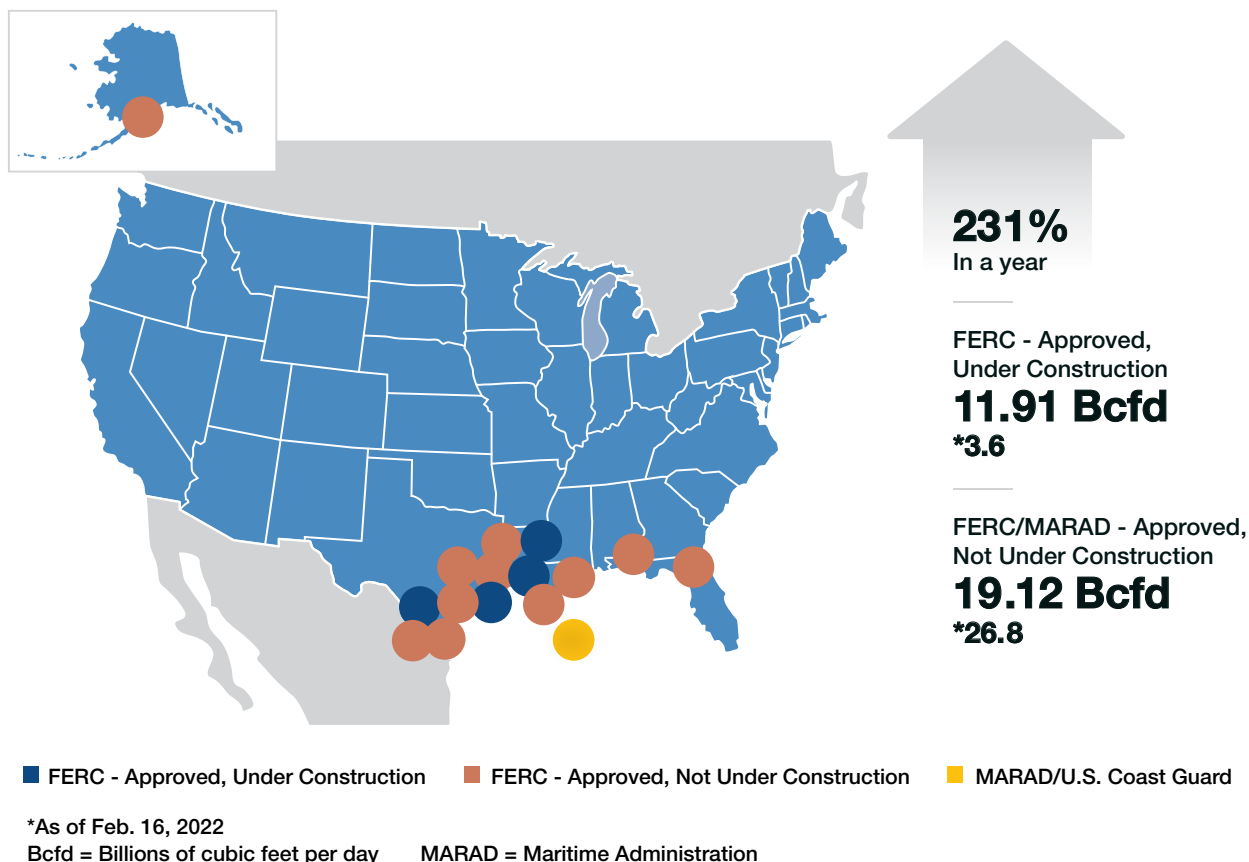 231%
In a year
FERC - Approved,
Under Construction
11.91 Bcfd
*3.6
FERC/MARAD - Approved,
Not Under Construction
19.12 Bcfd
*26.8
FERC - Approved, Under Construction
FERC - Approved, Not Under Construction
MARAD/U.S. Coast Guard
*As of Feb. 16, 2022
Bcfd = Billions of cubic feet per day MARAD = Maritime Administration